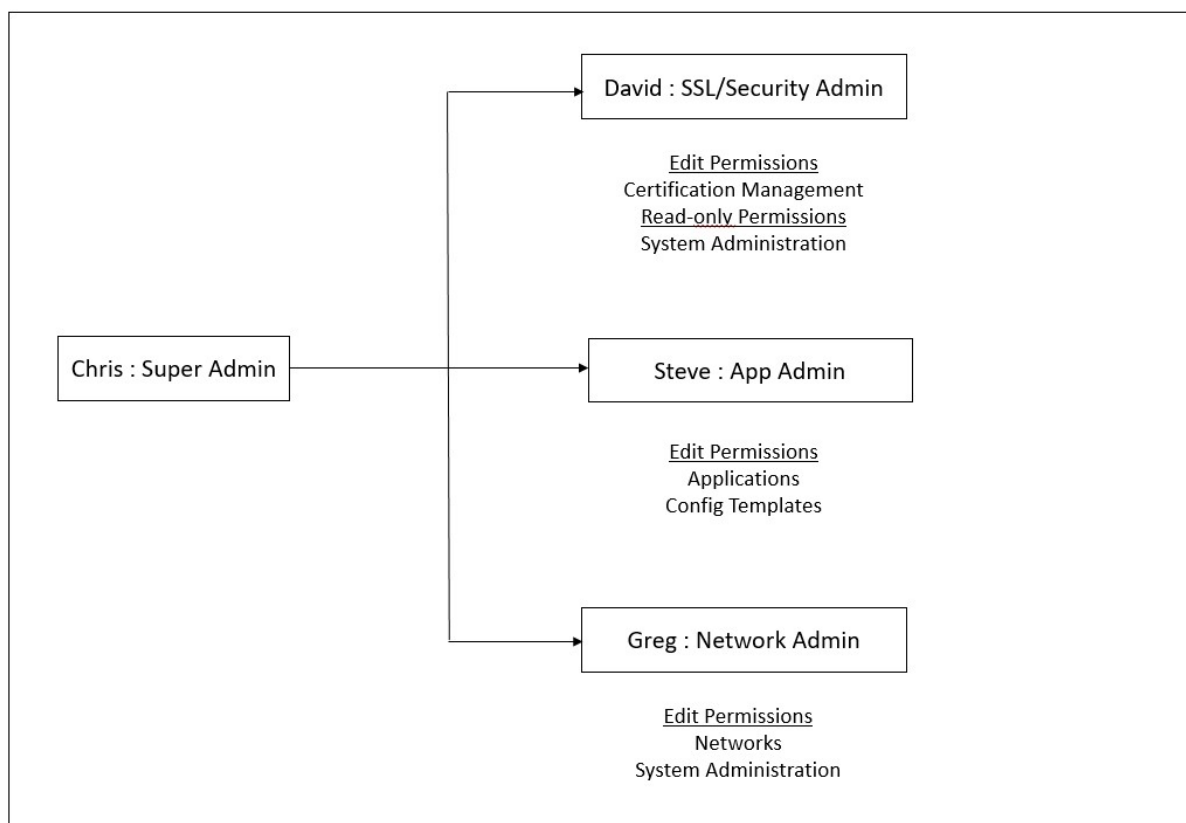 David : SSL/Security Admin
Edit Permissions
Certification Management
Read-only Permissions
System Administration
Chris : Super Admin
Steve : App Admin
Edit Permissions
Applications
Config Templates
Greg : Network Admin
Edit Permissions
Networks
System Administration